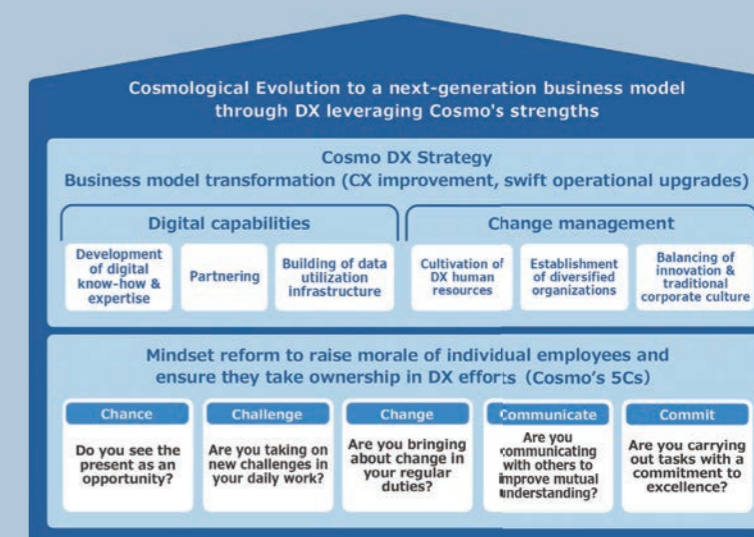 Cosmological Evolution to a next-generation business model
through DX leveraging Cosmo's strengths
Cosmo DX Strategy
Business model transformation (CX improvement, swift operational upgrades)
Digital capabilities
Development
of digital
know-how &
expertise
Partnering
Building of data
utilization
infrastructure
Change management
Cultivation of
DX human
resources
Establishment
of diversified
organizations
Balancing of
innovation &
traditional
corporate culture
Mindset reform to raise morale of individual employees and
ensure they take ownership in DX efforts (Cosmo's 5Cs)
Chance
Do you see the
present as an
opportunity?
Challenge
Are you taking on
new challenges in
your daily work?
Change
Are you bringing
about change in
your regular
duties?
Communicate
Are you
communicating
with others to
improve mutual
understanding?
Commit
Are you carrying
out tasks with a
commitment to
excellence?